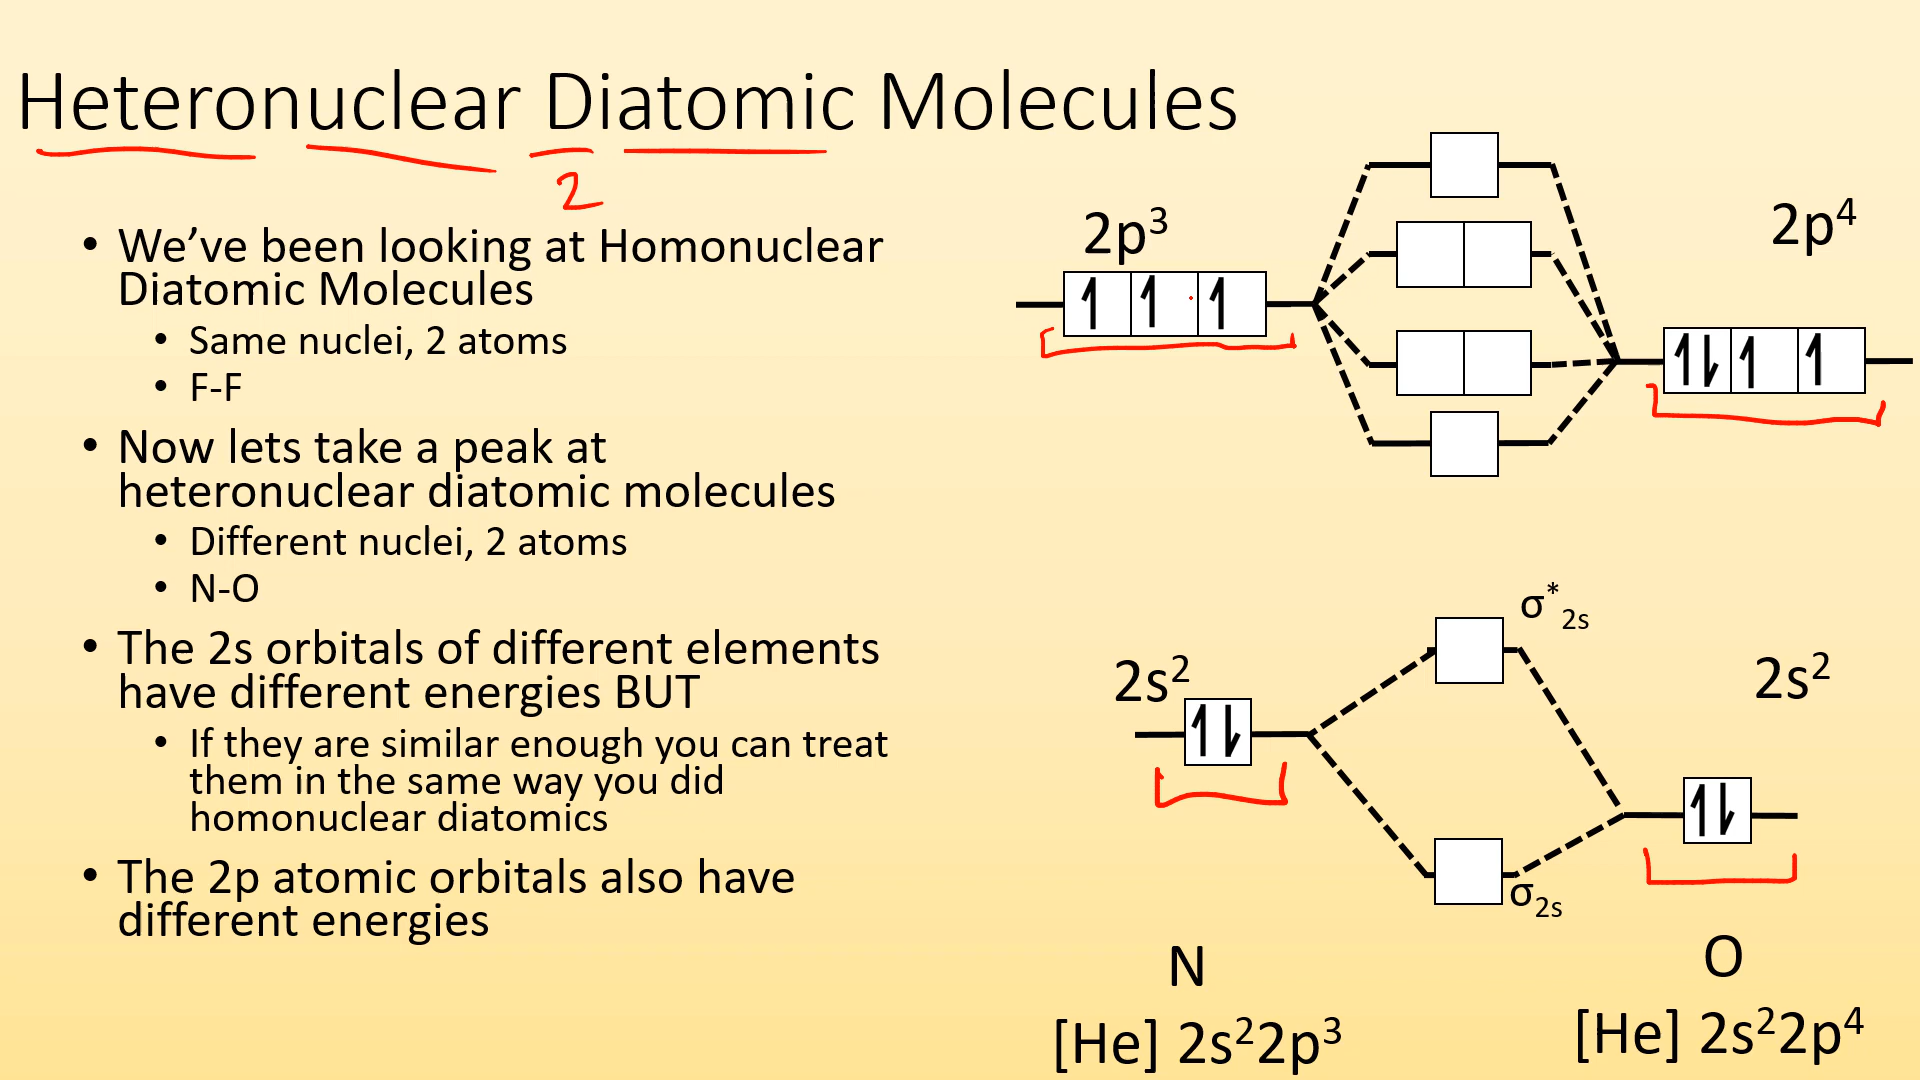 Heteronuclear Diatomic Molecules
2
• We’ve been looking at Homonuclear
Diatomic Molecules
• Same nuclei, 2 atoms
• F-F
• Now lets take a peak at
heteronuclear diatomic molecules
• Different nuclei, 2 atoms
• N-O
• The 2s orbitals of different elements
have different energies BUT
• If they are similar enough you can treat
them in the same way you did
homonuclear diatomics
• The 2p atomic orbitals also have
different energies
2p³
2p⁴
σ*2s
2s²
2s²
σ2s
N
O
[He] 2s²2p³
[He] 2s²2p⁴